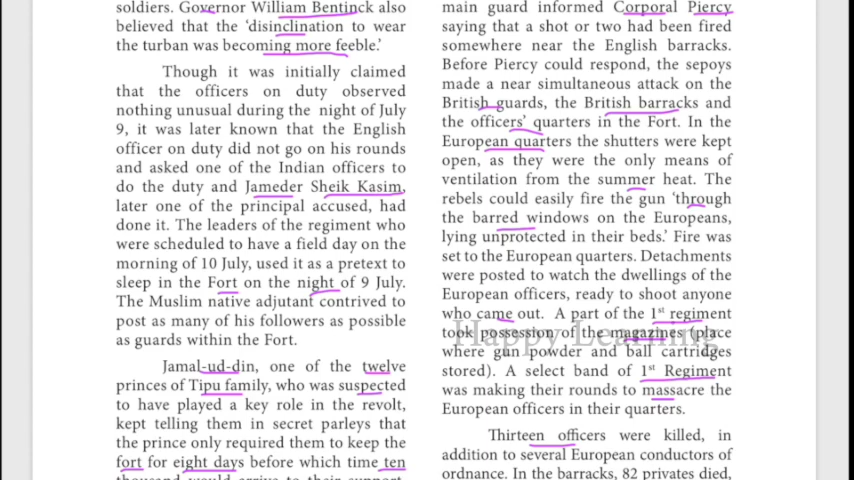 soldiers. Governor William Bentinck also
believed that the ‘disinclination to wear
the turban was becoming more feeble.’
Though it was initially claimed
that the officers on duty observed
nothing unusual during the night of July
9, it was later known that the English
officer on duty did not go on his rounds
and asked one of the Indian officers to
do the duty and Jameder Sheik Kasim,
later one of the principal accused, had
done it. The leaders of the regiment who
were scheduled to have a field day on the
morning of 10 July, used it as a pretext to
sleep in the Fort on the night of 9 July.
The Muslim native adjutant contrived to
post as many of his followers as possible
as guards within the Fort.
Jamal-ud-din, one of the twelve
princes of Tipu family, who was suspected
to have played a key role in the revolt,
kept telling them in secret parleys that
the prince only required them to keep the
fort for eight days before which time ten
thousand would arrive to their support.
main guard informed Corporal Piercy
saying that a shot or two had been fired
somewhere near the English barracks.
Before Piercy could respond, the sepoys
made a near simultaneous attack on the
British guards, the British barracks and
the officers’ quarters in the Fort. In the
European quarters the shutters were kept
open, as they were the only means of
ventilation from the summer heat. The
rebels could easily fire the gun ‘through
the barred windows on the Europeans,
lying unprotected in their beds.’ Fire was
set to the European quarters. Detachments
were posted to watch the dwellings of the
European officers, ready to shoot anyone
who came out. A part of the 1st regiment
took possession of the magazines (place
where gun powder and ball cartridges
stored). A select band of 1st Regiment
was making their rounds to massacre the
European officers in their quarters.
Thirteen officers were killed, in
addition to several European conductors of
ordnance. In the barracks, 82 privates died,
Happy Learning